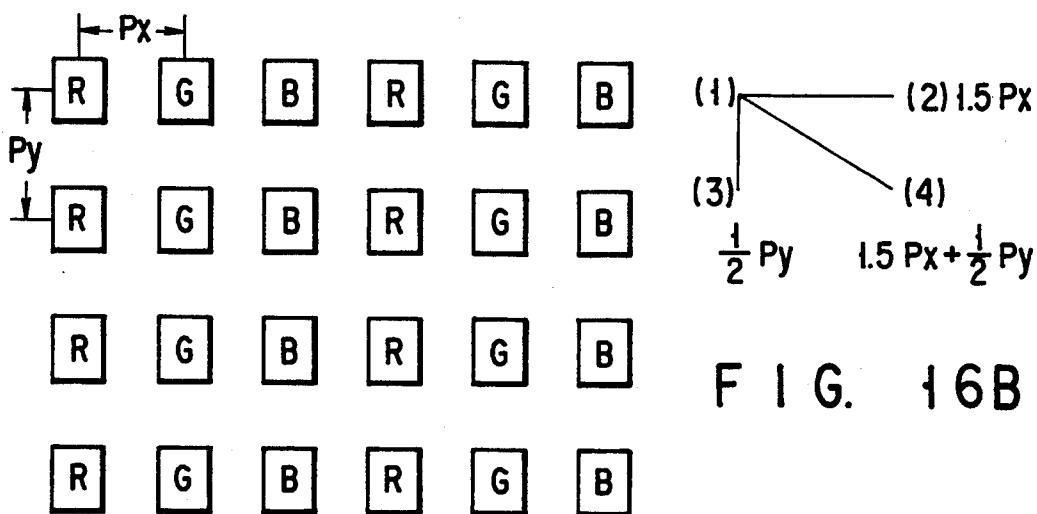 Px
R G B R G B
Py
R G B R G B
R G B R G B
R G B R G B
(1) (2) 1.5 Px
(3) (4)
1/2 Py 1.5 Px + 1/2 Py
FIG. 16B